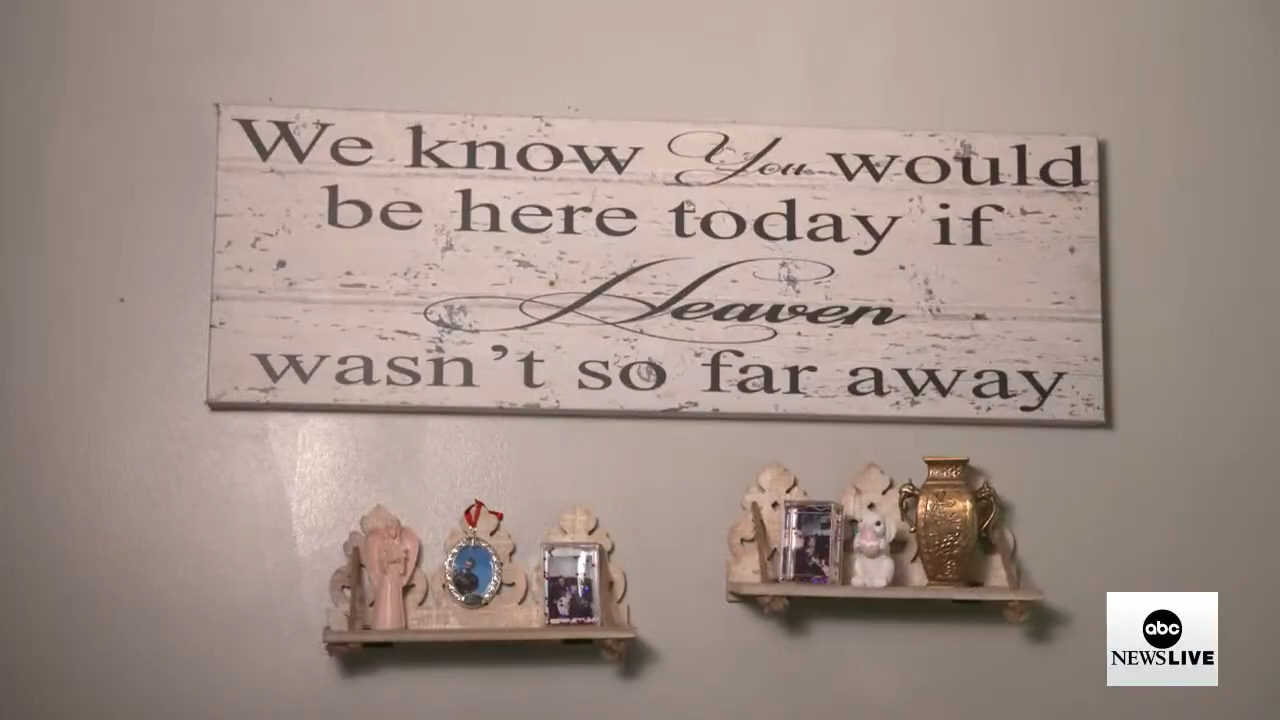 We know You would
be here today if
Heaven
wasn't so far away
abc
NEWSLIVE